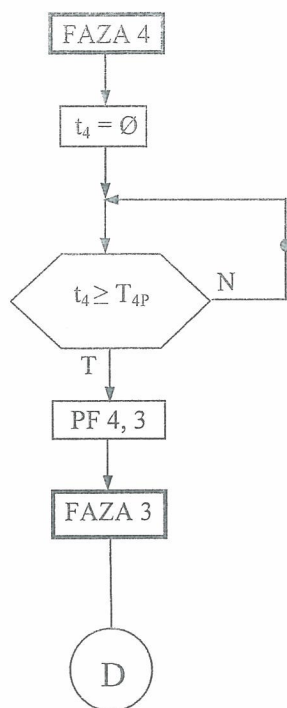 FAZA 4
t₄ = Ø
t₄ ≥ T₄P
N
T
PF 4, 3
FAZA 3
D